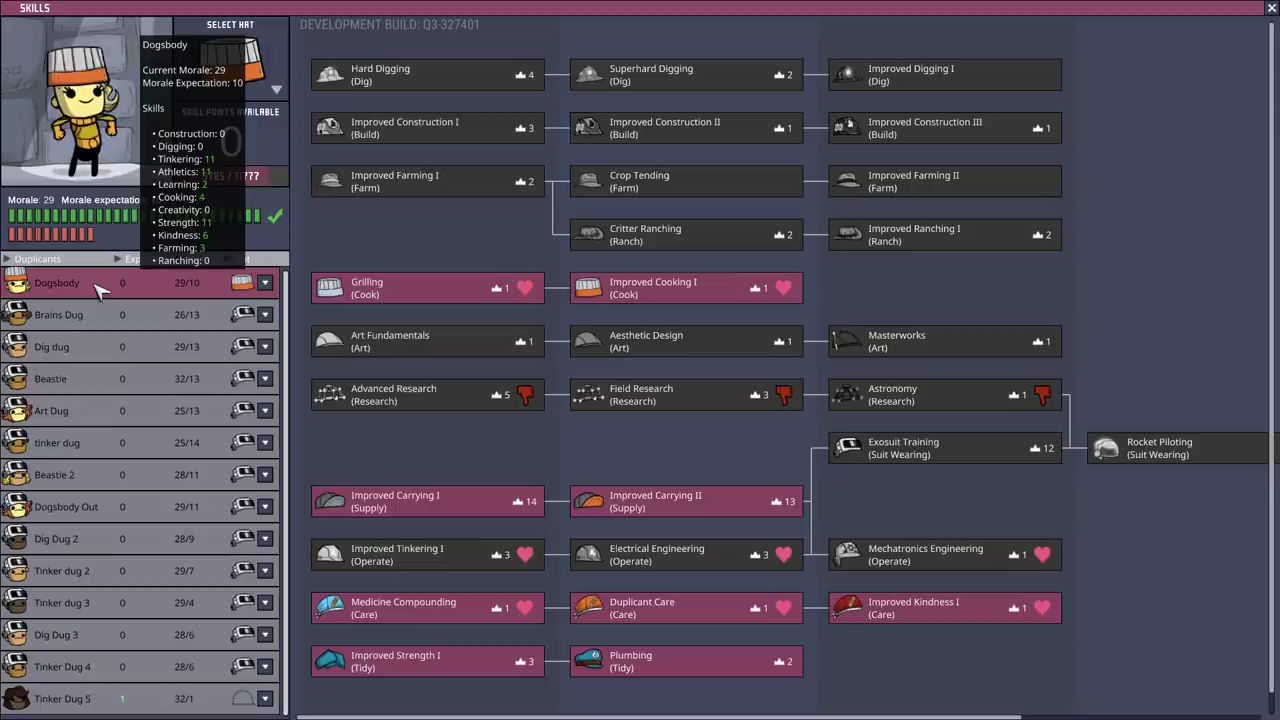 SKILLS
DEVELOPMENT BUILD: Q3-327401
SELECT HAT
Dogsbody
Current Morale: 29
Morale Expectation: 10
Skills
• Construction: 0
• Digging: 0
• Tinkering: 11
• Athletics: 11
• Learning: 2
• Cooking: 4
• Creativity: 0
• Strength: 11
• Kindness: 6
• Farming: 3
• Ranching: 0
SKILL POINTS AVAILABLE
0
Morale: 29 Morale expectatio
Duplicants
Dogsbody 0 29/10
Brains Dug 0 26/13
Dig dug 0 29/13
Beastie 0 32/13
Art Dug 0 25/13
tinker dug 0 25/14
Beastie 2 0 28/11
Dogsbody Out 0 29/11
Dig Dug 2 0 28/9
Tinker dug 2 0 29/7
Tinker dug 3 0 29/4
Dig Dug 3 0 28/6
Tinker Dug 4 0 28/6
Tinker Dug 5 1 32/1
Hard Digging
(Dig)
4
Superhard Digging
(Dig)
2
Improved Digging I
(Dig)
Improved Construction I
(Build)
3
Improved Construction II
(Build)
1
Improved Construction III
(Build)
1
Improved Farming I
(Farm)
2
Crop Tending
(Farm)
Improved Farming II
(Farm)
Critter Ranching
(Ranch)
2
Improved Ranching I
(Ranch)
2
Grilling
(Cook)
1
Improved Cooking I
(Cook)
1
Art Fundamentals
(Art)
1
Aesthetic Design
(Art)
1
Masterworks
(Art)
1
Advanced Research
(Research)
5
Field Research
(Research)
3
Astronomy
(Research)
1
Exosuit Training
(Suit Wearing)
12
Rocket Piloting
(Suit Wearing)
Improved Carrying I
(Supply)
14
Improved Carrying II
(Supply)
13
Improved Tinkering I
(Operate)
3
Electrical Engineering
(Operate)
3
Mechatronics Engineering
(Operate)
1
Medicine Compounding
(Care)
1
Duplicant Care
(Care)
1
Improved Kindness I
(Care)
1
Improved Strength I
(Tidy)
3
Plumbing
(Tidy)
2